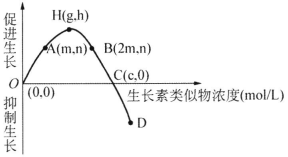 促进生长
H(g,h)
A(m,n)
B(2m,n)
C(c,0)
O
(0,0)
生长素类似物浓度(mol/L)
抑制生长
D